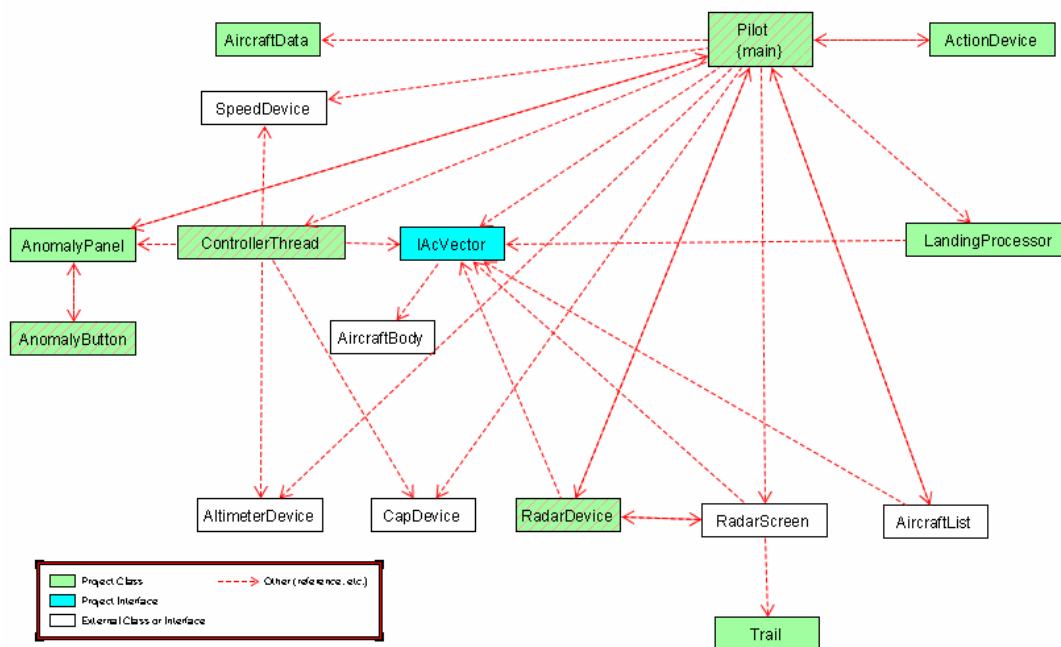 Pilot
{main}
AircraftData
ActionDevice
SpeedDevice
AnomalyPanel
ControllerThread
IAcVector
LandingProcessor
AnomalyButton
AircraftBody
AltimeterDevice
CapDevice
RadarDevice
RadarScreen
AircraftList
Project Class
Other (reference, etc.)
Project Interface
External Class or Interface
Trail